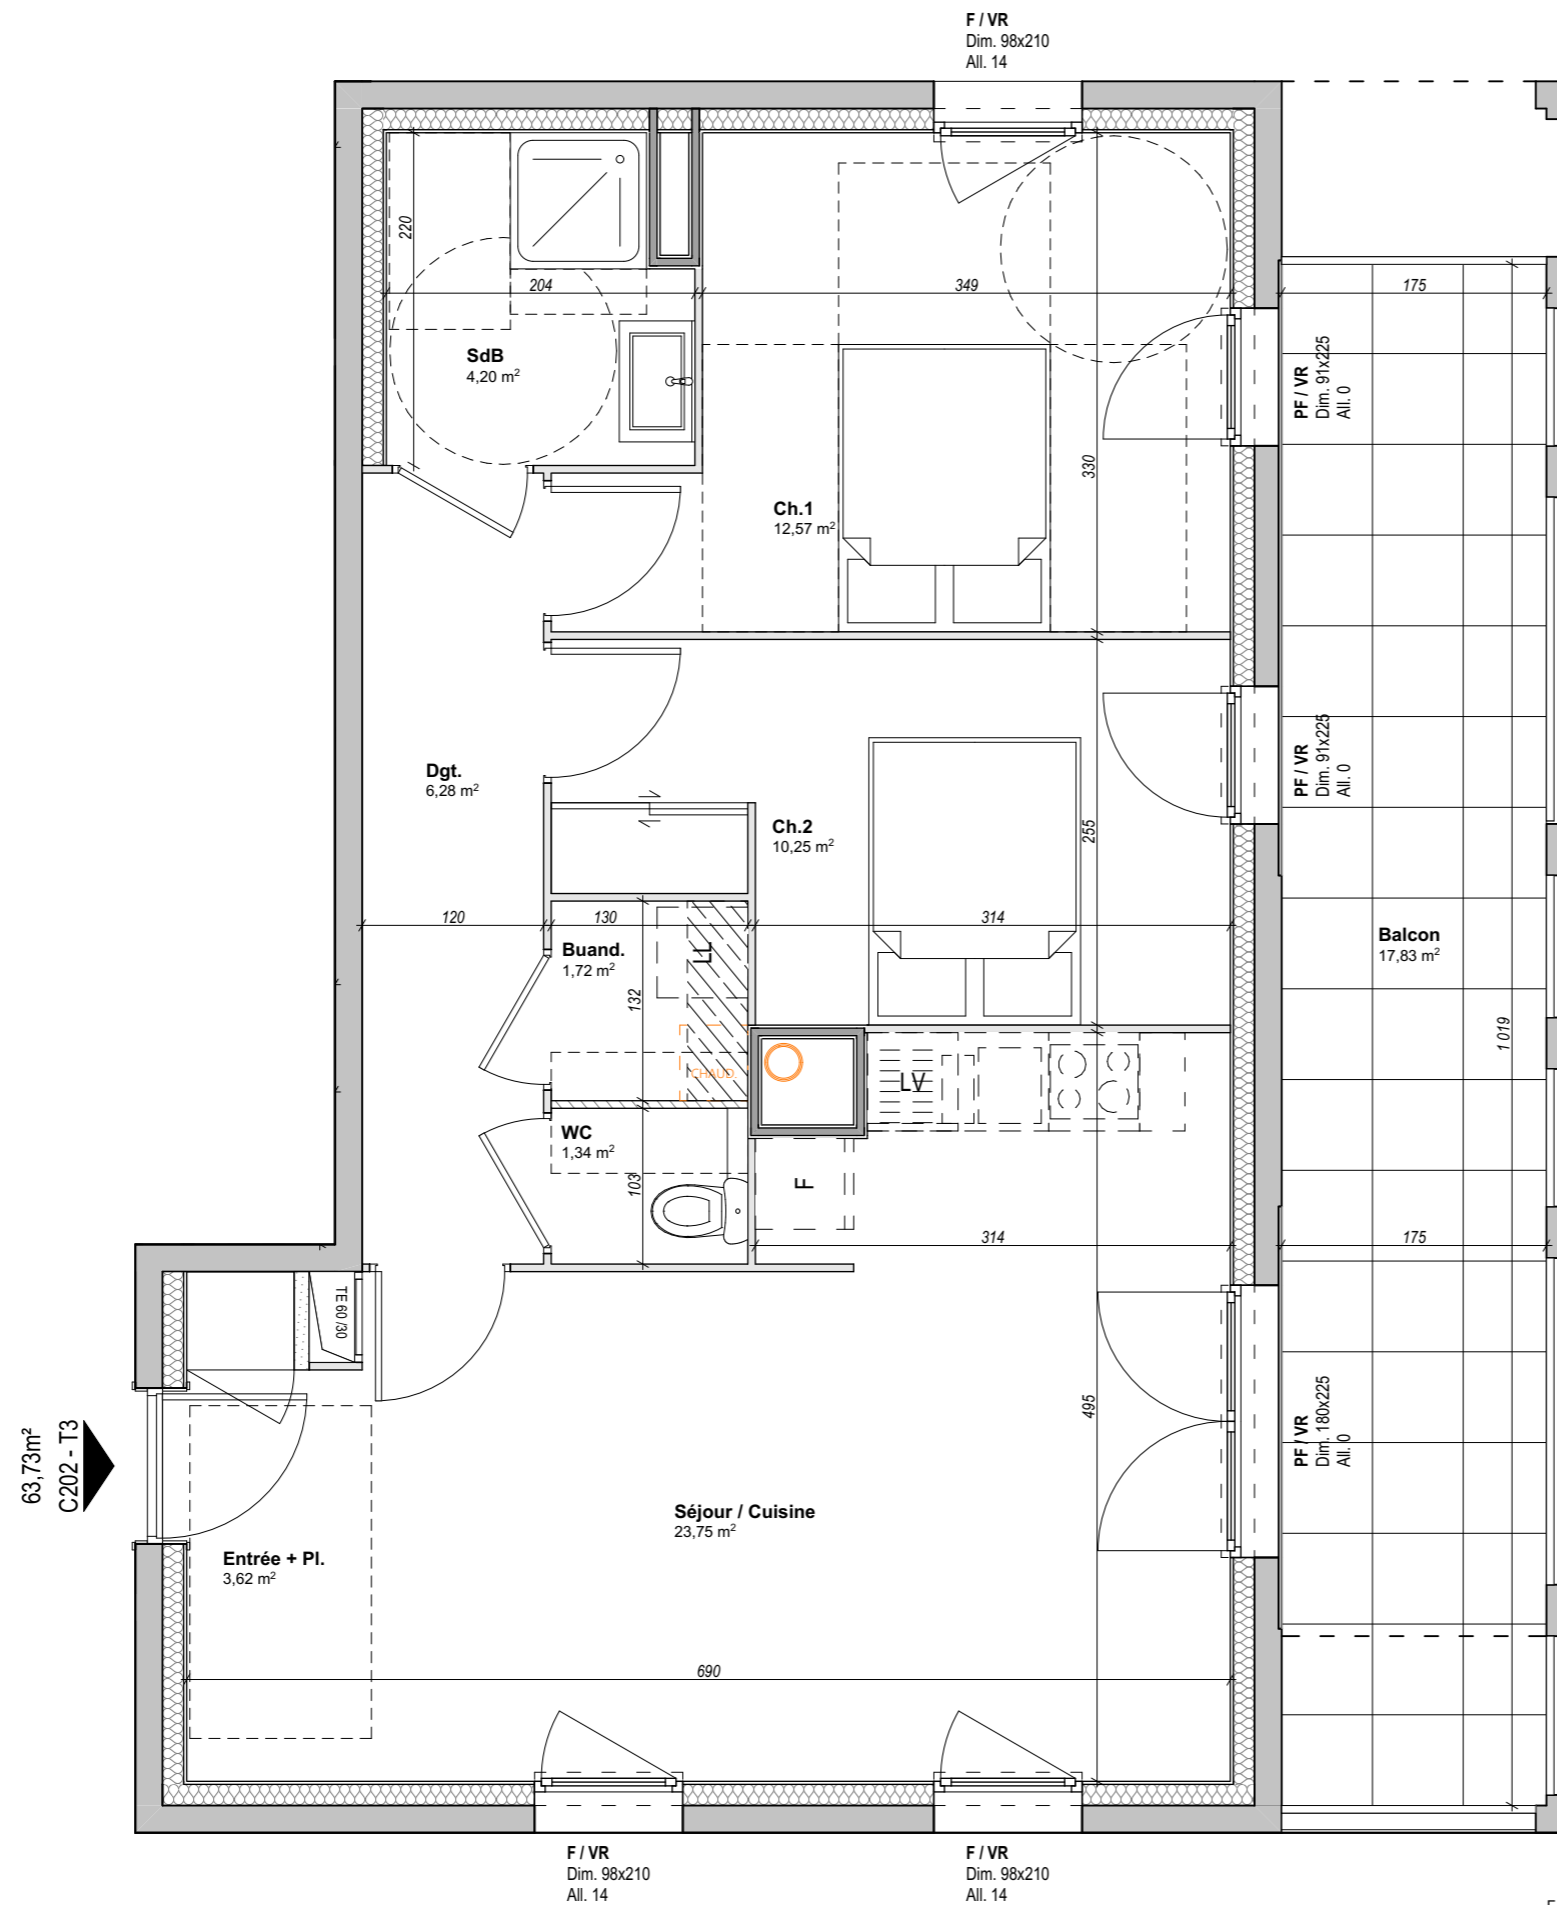 F / VR
Dim. 98x210
All. 14
220
204
349
175
SdB
4,20 m²
PF / VR
Dim. 91x225
All. 0
330
Ch.1
12,57 m²
PF / VR
Dim. 91x225
All. 0
Dgt.
6,28 m²
Ch.2
10,25 m²
255
120
130
314
Balcon
17,83 m²
Buand.
1,72 m²
LL
132
1 019
CHAUD.
LV
WC
1,34 m²
103
F
314
175
TE 60 /30
495
PF / VR
Dim. 180x225
All. 0
63,73m²
C202 - T3
Séjour / Cuisine
23,75 m²
Entrée + Pl.
3,62 m²
690
F / VR
Dim. 98x210
All. 14
F / VR
Dim. 98x210
All. 14